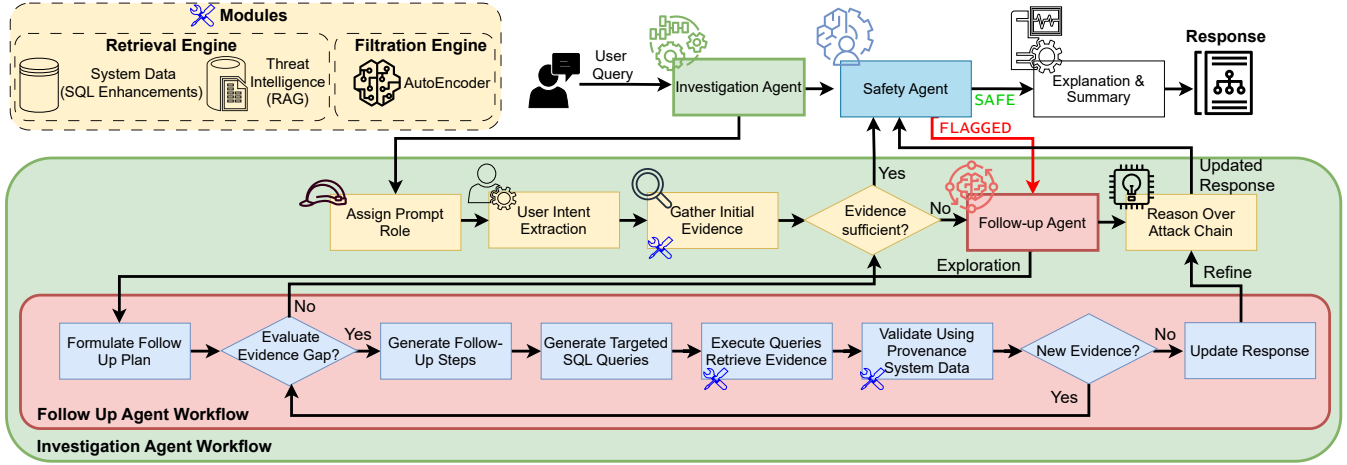 Modules
Retrieval Engine
System Data
(SQL Enhancements)
Threat
Intelligence
(RAG)
Filtration Engine
AutoEncoder
User
Query
Investigation Agent
Safety Agent
SAFE
FLAGGED
Explanation &
Summary
Response
Assign Prompt
Role
User Intent
Extraction
Gather Initial
Evidence
Evidence
sufficient?
Yes
No
Follow-up Agent
Reason Over
Attack Chain
Updated
Response
Exploration
Refine
Formulate Follow
Up Plan
Evaluate
Evidence Gap?
No
Yes
Generate Follow-
Up Steps
Generate Targeted
SQL Queries
Execute Queries
Retrieve Evidence
Validate Using
Provenance
System Data
New Evidence?
No
Yes
Update Response
Follow Up Agent Workflow
Investigation Agent Workflow